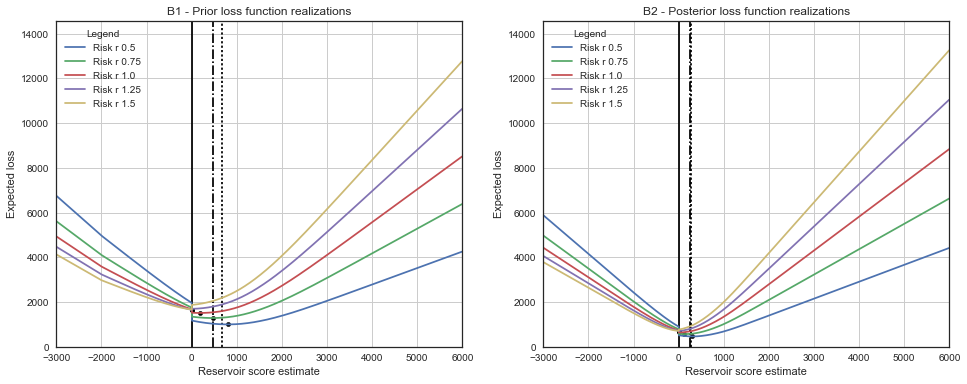 B1 - Prior loss function realizations
Legend
Risk r 0.5
Risk r 0.75
Risk r 1.0
Risk r 1.25
Risk r 1.5
14000
12000
10000
8000
6000
4000
2000
0
Expected loss
−3000 −2000 −1000 0 1000 2000 3000 4000 5000 6000
Reservoir score estimate
B2 - Posterior loss function realizations
Legend
Risk r 0.5
Risk r 0.75
Risk r 1.0
Risk r 1.25
Risk r 1.5
14000
12000
10000
8000
6000
4000
2000
0
Expected loss
−3000 −2000 −1000 0 1000 2000 3000 4000 5000 6000
Reservoir score estimate